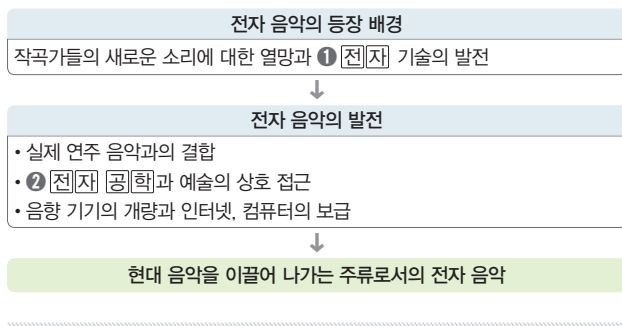 전자 음악의 등장 배경
작곡가들의 새로운 소리에 대한 열망과 ❶ 전자 기술의 발전
↓
전자 음악의 발전
• 실제 연주 음악과의 결합
• ❷ 전자 공학과 예술의 상호 접근
• 음향 기기의 개량과 인터넷, 컴퓨터의 보급
↓
현대 음악을 이끌어 나가는 주류로서의 전자 음악